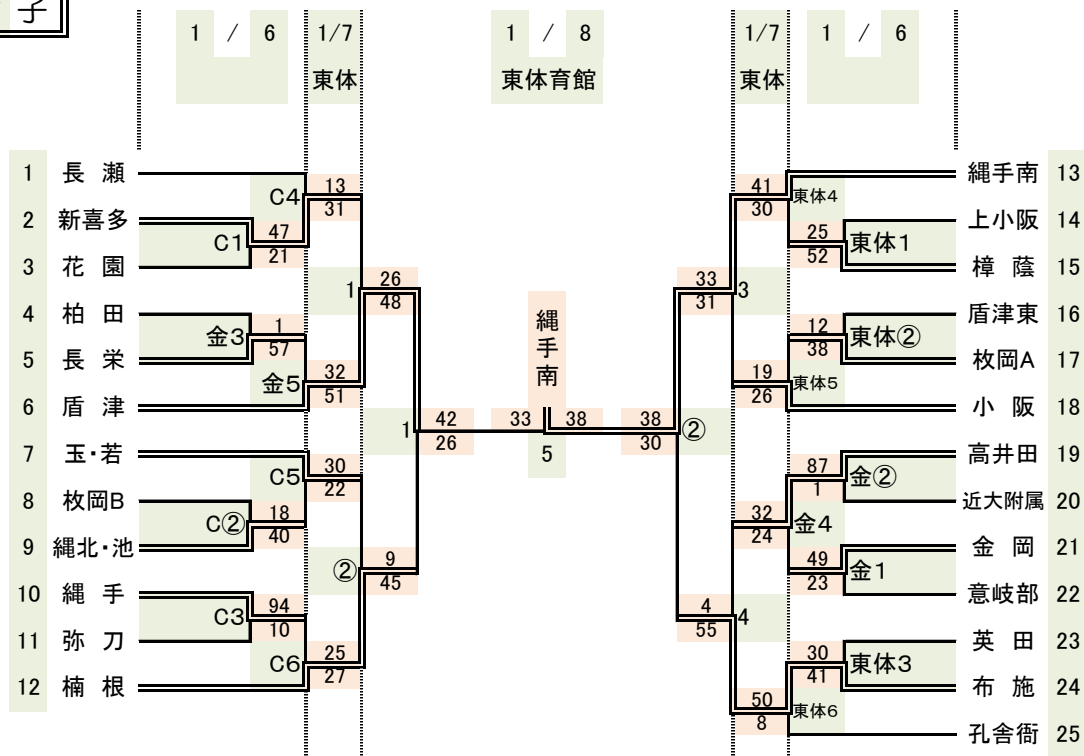 子
1 / 6
1/7
1 / 8
1/7
1 / 6
東体
東体育館
東体
1 長瀬
2 新喜多
3 花園
4 柏田
5 長栄
6 盾津
7 玉・若
8 枚岡B
9 縄北・池
10 縄手
11 弥刀
12 楠根
C4
C1
47
21
金3
1
57
金5
C5
C②
18
40
C3
94
10
C6
13
31
32
51
30
22
25
27
1
26
48
②
9
45
1
42
26
縄手南
33
38
5
38
30
②
33
31
3
4
55
4
41
30
19
26
32
24
50
8
東体4
25
52
東体1
12
38
東体②
東体5
87
1
金②
金4
49
23
金1
30
41
東体3
東体6
縄手南 13
上小阪 14
樟蔭 15
盾津東 16
枚岡A 17
小阪 18
高井田 19
近大附属 20
金岡 21
意岐部 22
英田 23
布施 24
孔舎衙 25